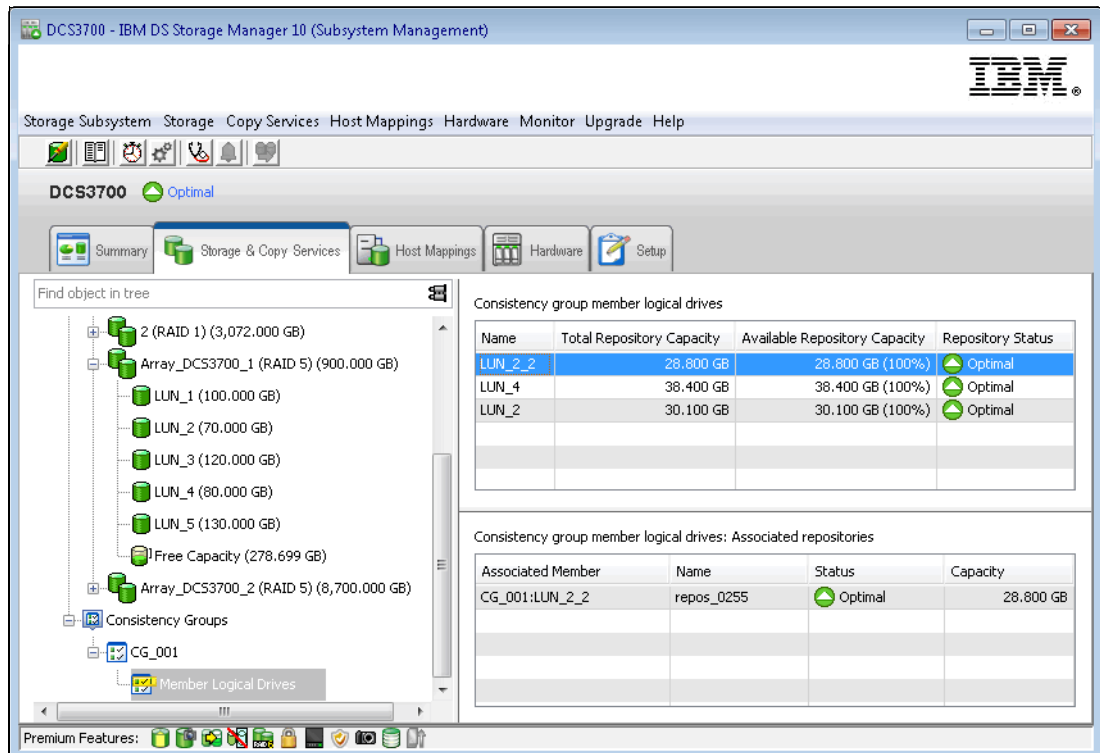 DCS3700 - IBM DS Storage Manager 10 (Subsystem Management)
IBM®
Storage Subsystem Storage Copy Services Host Mappings Hardware Monitor Upgrade Help
DCS3700 Optimal
Summary Storage & Copy Services Host Mappings Hardware Setup
Find object in tree
2 (RAID 1) (3,072.000 GB)
Array_DCS3700_1 (RAID 5) (900.000 GB)
LUN_1 (100.000 GB)
LUN_2 (70.000 GB)
LUN_3 (120.000 GB)
LUN_4 (80.000 GB)
LUN_5 (130.000 GB)
Free Capacity (278.699 GB)
Array_DCS3700_2 (RAID 5) (8,700.000 GB)
Consistency Groups
CG_001
Member Logical Drives
Consistency group member logical drives
Name Total Repository Capacity Available Repository Capacity Repository Status
LUN_2_2 28.800 GB 28.800 GB (100%) Optimal
LUN_4 38.400 GB 38.400 GB (100%) Optimal
LUN_2 30.100 GB 30.100 GB (100%) Optimal
Consistency group member logical drives: Associated repositories
Associated Member Name Status Capacity
CG_001:LUN_2_2 repos_0255 Optimal 28.800 GB
Premium Features: